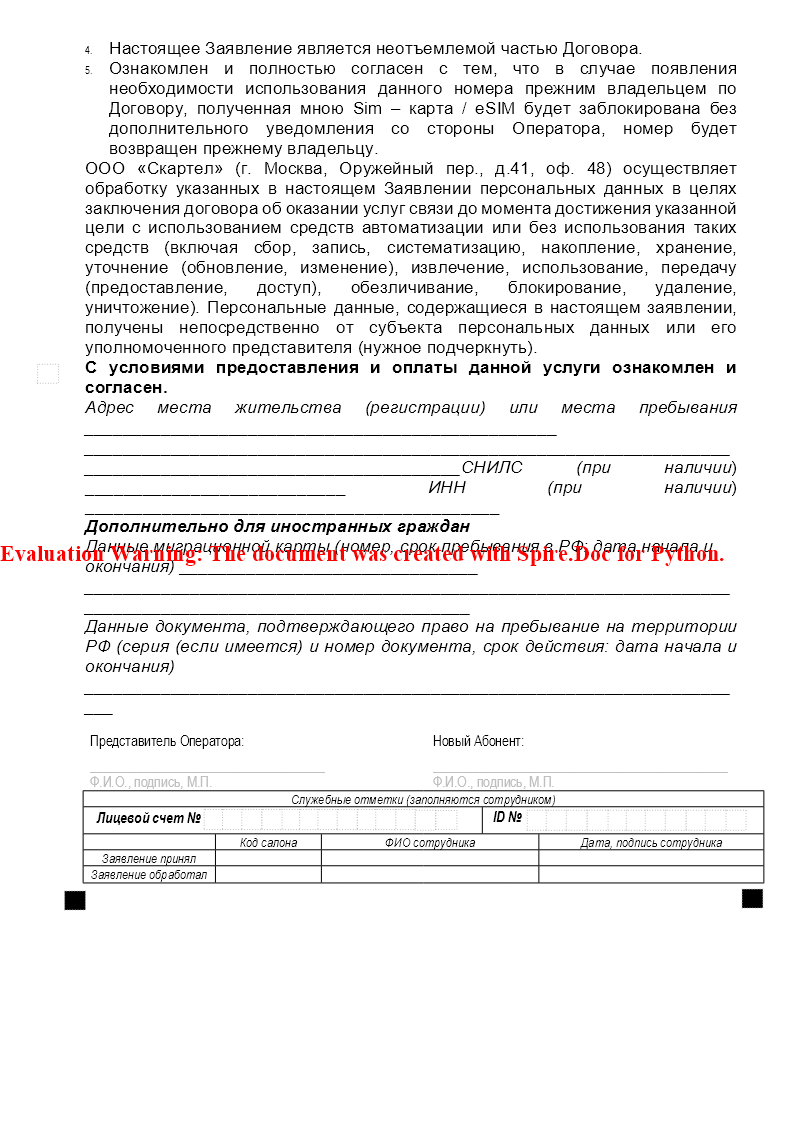 4. Настоящее Заявление является неотъемлемой частью Договора.
5. Ознакомлен и полностью согласен с тем, что в случае появления
необходимости использования данного номера прежним владельцем по
Договору, полученная мною Sim – карта / eSIM будет заблокирована без
дополнительного уведомления со стороны Оператора, номер будет
возвращен прежнему владельцу.
ООО «Скартел» (г. Москва, Оружейный пер., д.41, оф. 48) осуществляет
обработку указанных в настоящем Заявлении персональных данных в целях
заключения договора об оказании услуг связи до момента достижения указанной
цели с использованием средств автоматизации или без использования таких
средств (включая сбор, запись, систематизацию, накопление, хранение,
уточнение (обновление, изменение), извлечение, использование, передачу
(предоставление, доступ), обезличивание, блокирование, удаление,
уничтожение). Персональные данные, содержащиеся в настоящем заявлении,
получены непосредственно от субъекта персональных данных или его
уполномоченного представителя (нужное подчеркнуть).
С условиями предоставления и оплаты данной услуги ознакомлен и
согласен.
Адрес места жительства (регистрации) или места пребывания
СНИЛС (при наличии)
ИНН (при наличии)
Дополнительно для иностранных граждан
Данные миграционной карты (номер, срок пребывания в РФ: дата начала и
Evaluation Warning: The document was created with Spire.Doc for Python.
окончания)
Данные документа, подтверждающего право на пребывание на территории
РФ (серия (если имеется) и номер документа, срок действия: дата начала и
окончания)
Представитель Оператора: Новый Абонент:
Ф.И.О., подпись, М.П. Ф.И.О., подпись, М.П.
Служебные отметки (заполняются сотрудником)
Лицевой счет № ID №
Код салона ФИО сотрудника Дата, подпись сотрудника
Заявление принял
Заявление обработал